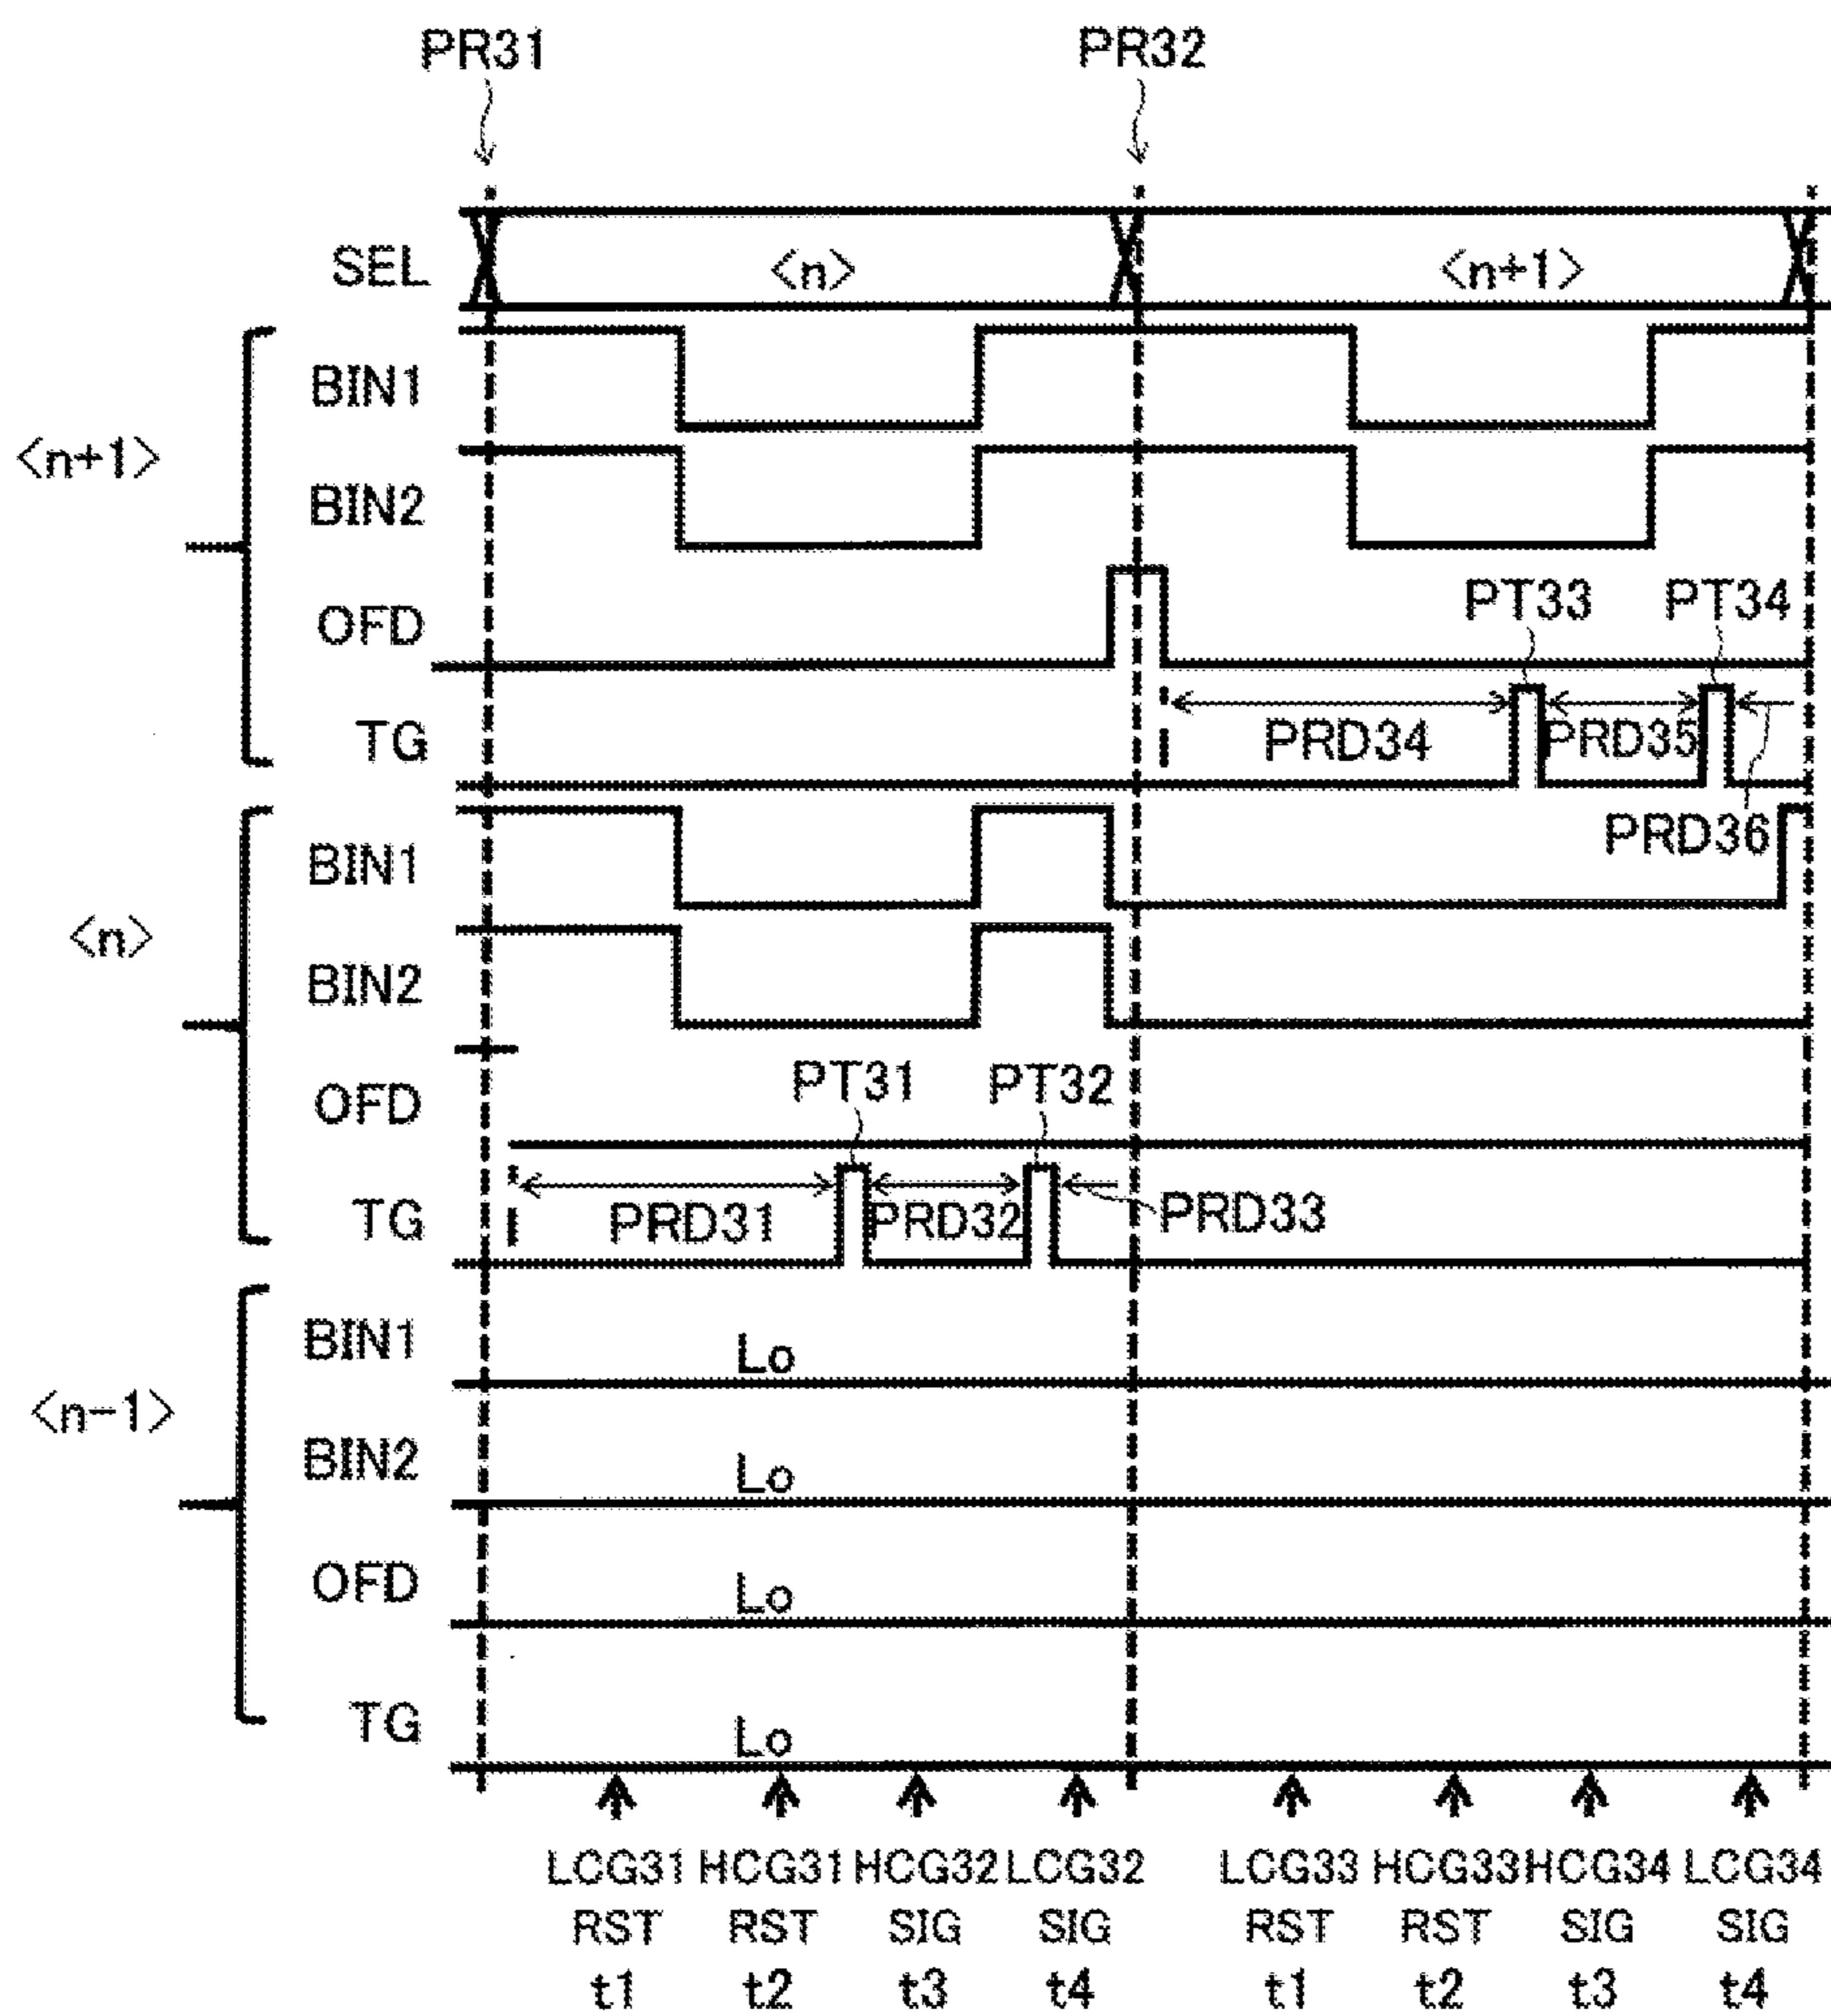 PR31 PR32
SEL <n> <n+1>
<n+1>
BIN1
BIN2
OFD PT33 PT34
TG PRD34 PRD35
PRD36
<n>
BIN1
BIN2
OFD PT31 PT32
TG PRD31 PRD32 PRD33
<n-1>
BIN1 Lo
BIN2 Lo
OFD Lo
TG Lo
LCG31 HCG31 HCG32 LCG32 LCG33 HCG33 HCG34 LCG34
RST RST SIG SIG RST RST SIG SIG
t1 t2 t3 t4 t1 t2 t3 t4